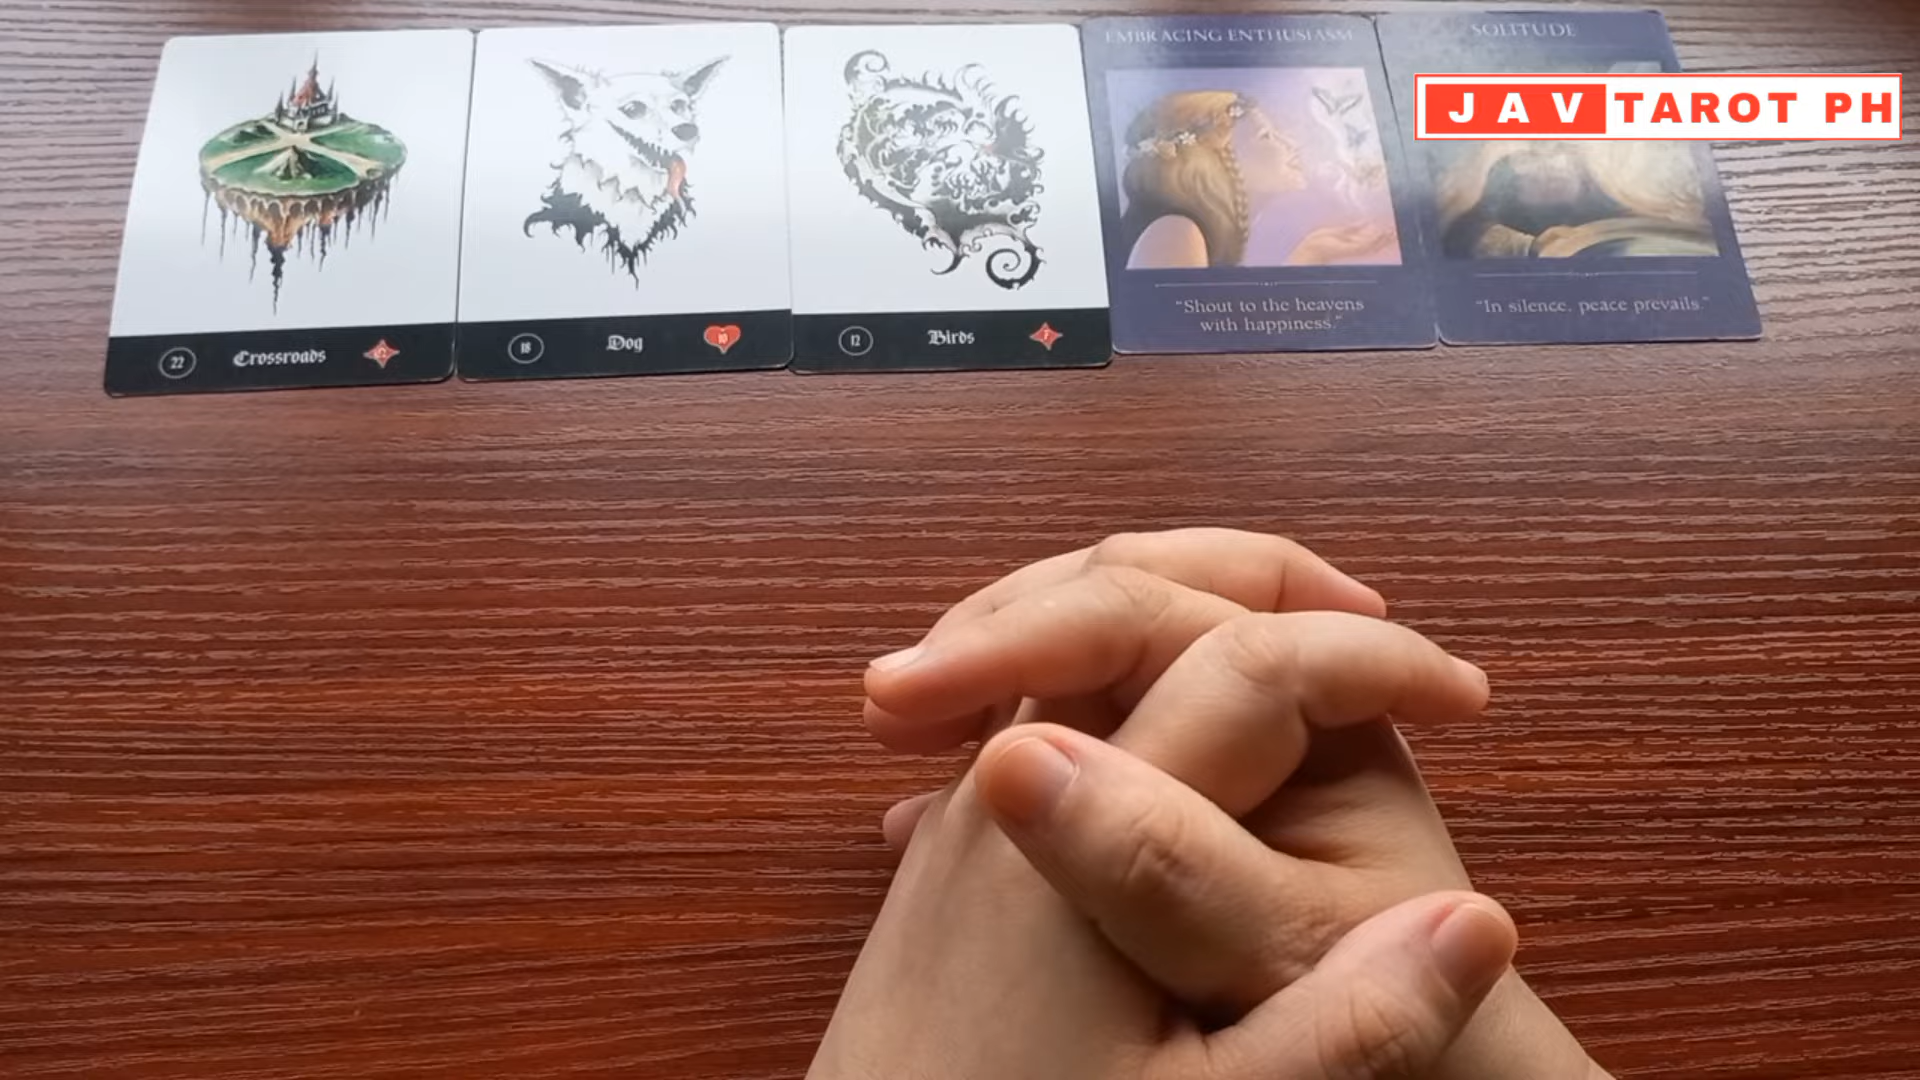 EMBRACING ENTHUSIASM
SOLITUDE
JAV TAROT PH
"Shout to the heavens
with happiness."
"In silence, peace prevails."
22 Crossroads
18 Dog 10
12 Birds 7